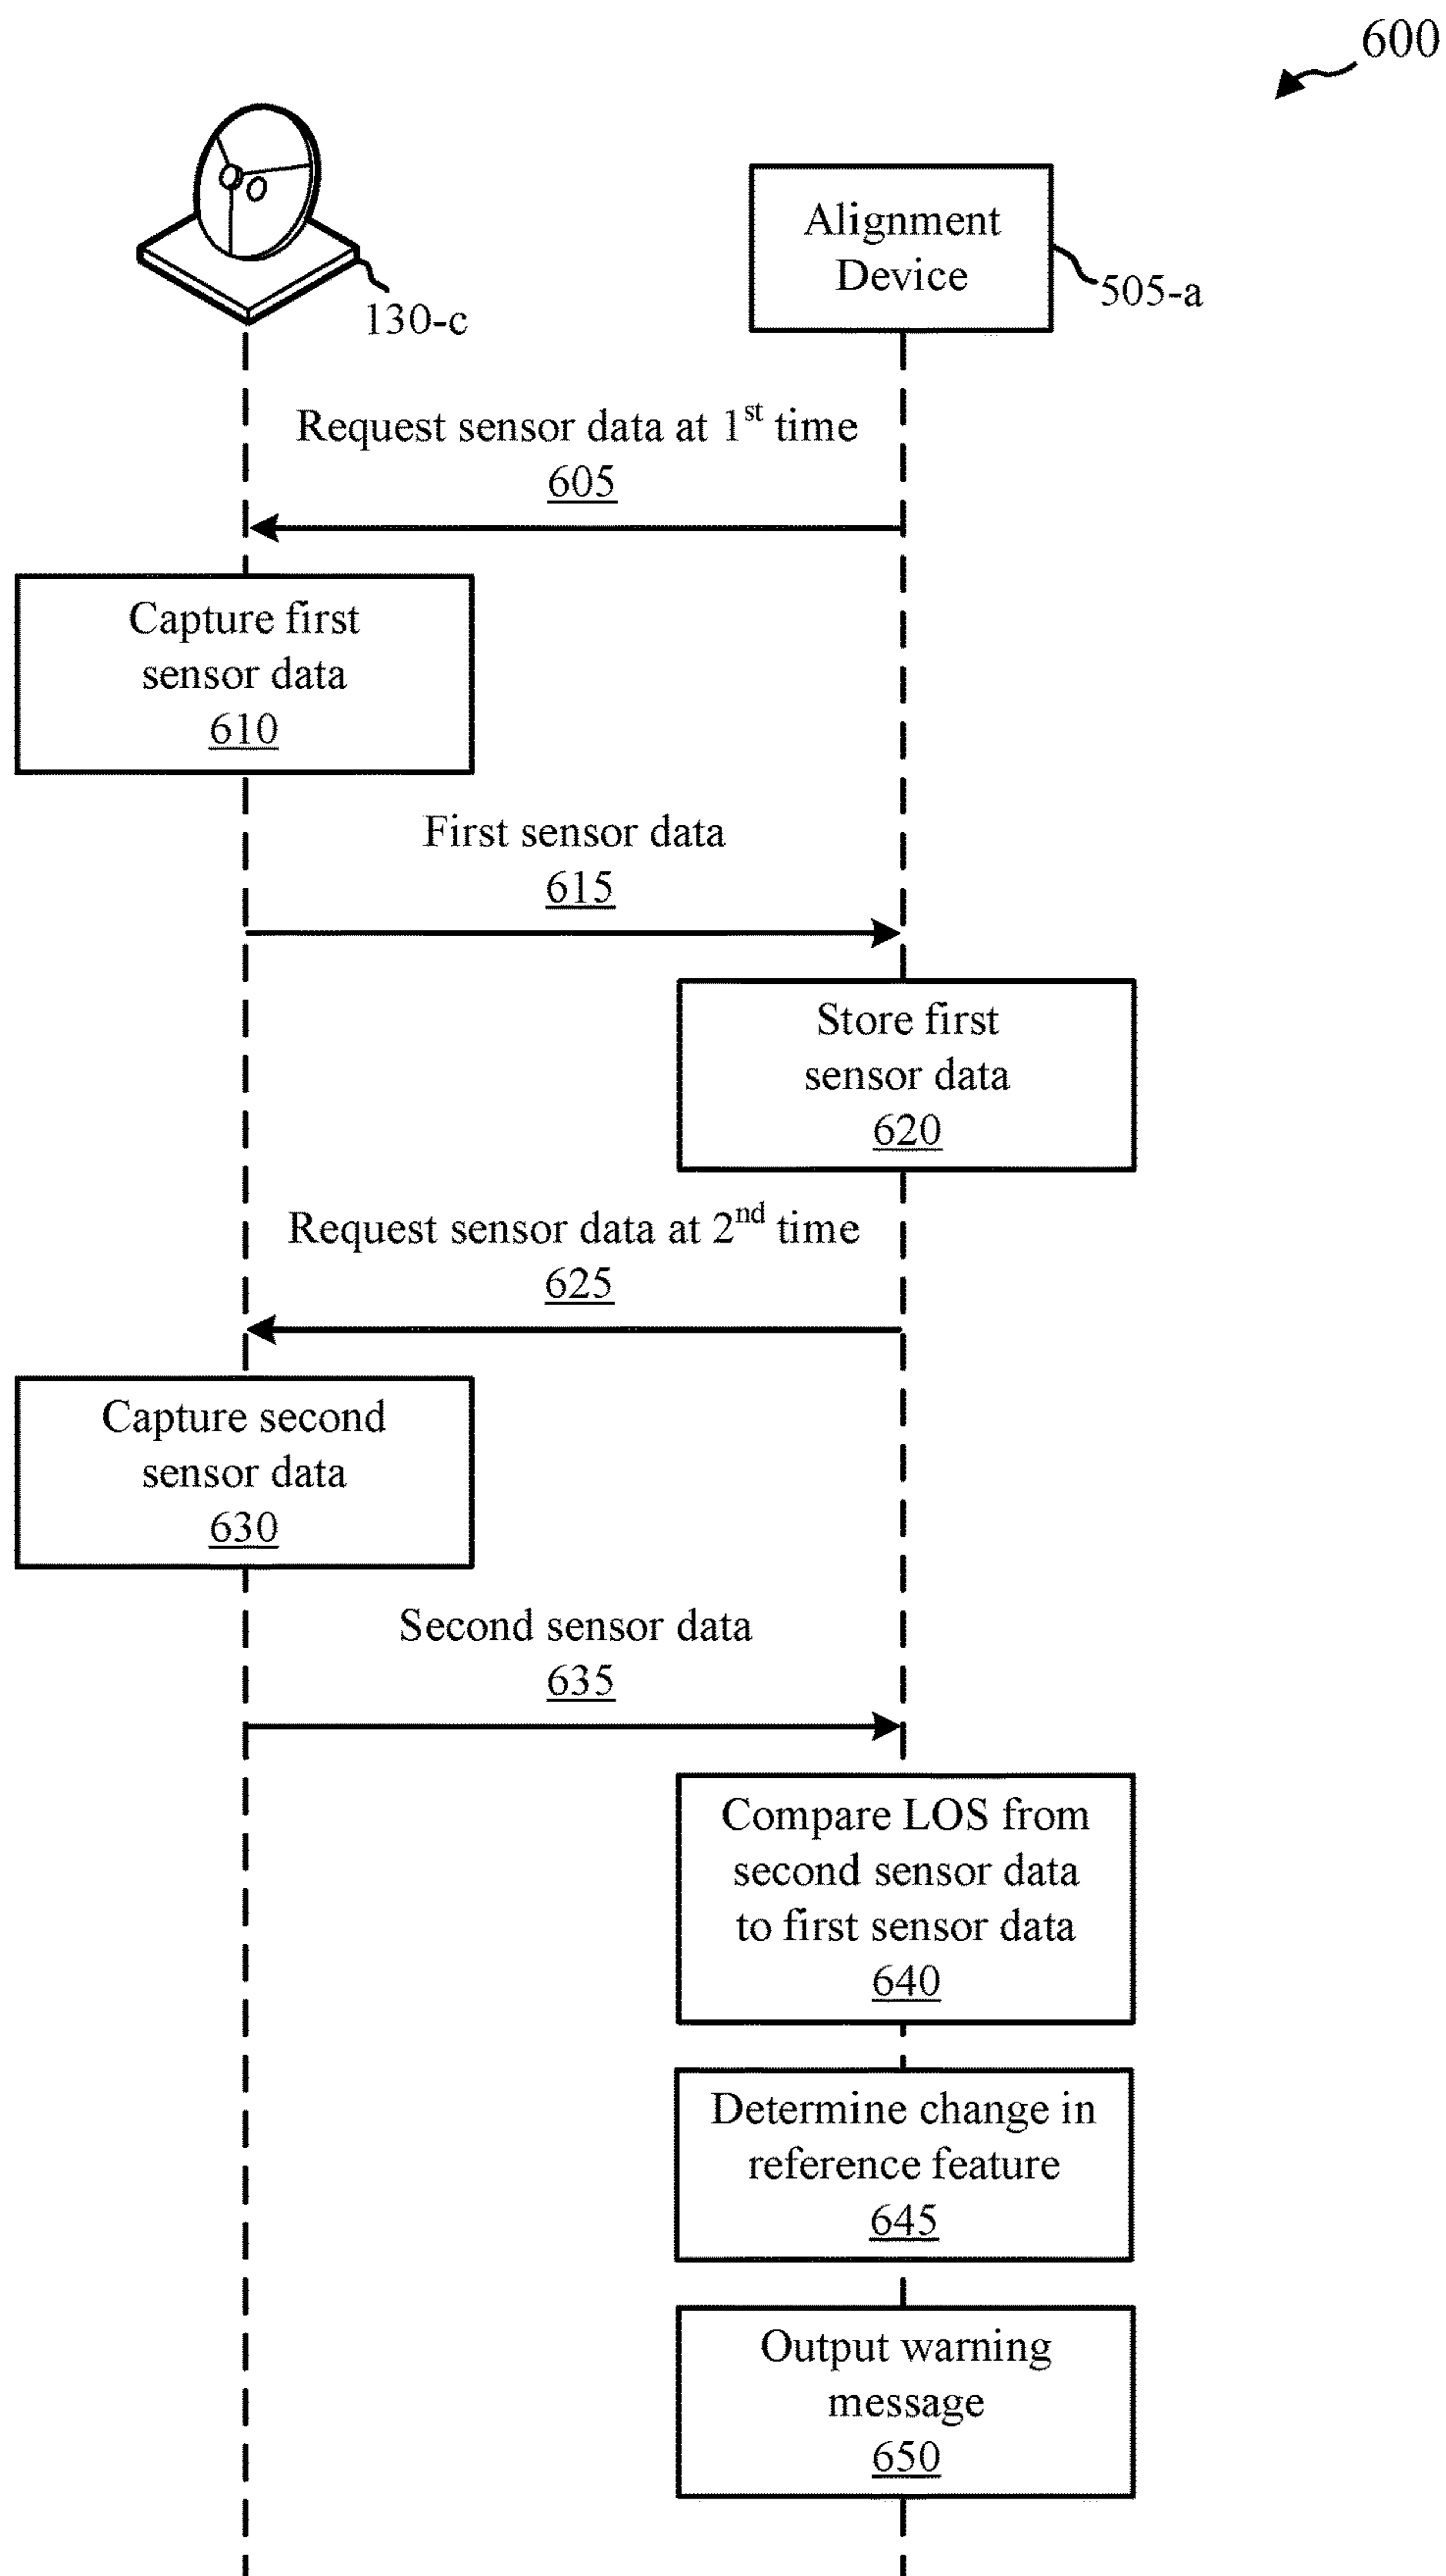 600
Alignment
Device
505-a
130-c
Request sensor data at 1st time
605
Capture first
sensor data
610
First sensor data
615
Store first
sensor data
620
Request sensor data at 2nd time
625
Capture second
sensor data
630
Second sensor data
635
Compare LOS from
second sensor data
to first sensor data
640
Determine change in
reference feature
645
Output warning
message
650